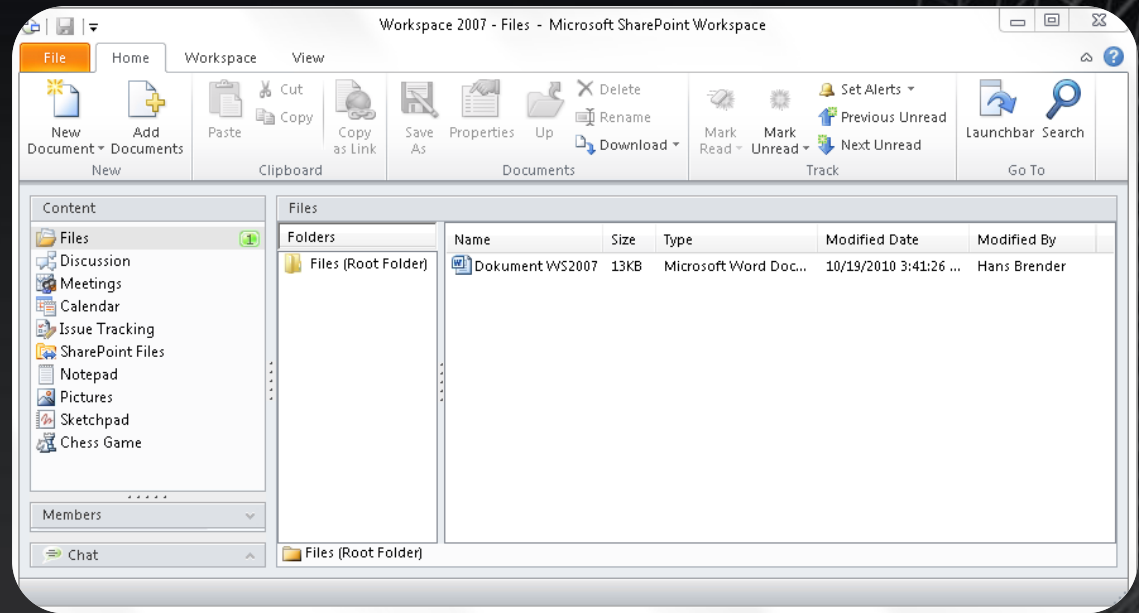 Workspace 2007 - Files - Microsoft SharePoint Workspace
File Home Workspace View
New Document
Add Documents
New
Paste
Cut
Copy
Copy as Link
Clipboard
Save As
Properties
Up
Delete
Rename
Download
Documents
Mark Read
Mark Unread
Set Alerts
Previous Unread
Next Unread
Track
Launchbar
Search
Go To
Content
Files 1
Discussion
Meetings
Calendar
Issue Tracking
SharePoint Files
Notepad
Pictures
Sketchpad
Chess Game
Members
Chat
Files
Folders
Files (Root Folder)
Name Size Type Modified Date Modified By
Dokument WS2007 13KB Microsoft Word Doc... 10/19/2010 3:41:26 ... Hans Brender
Files (Root Folder)